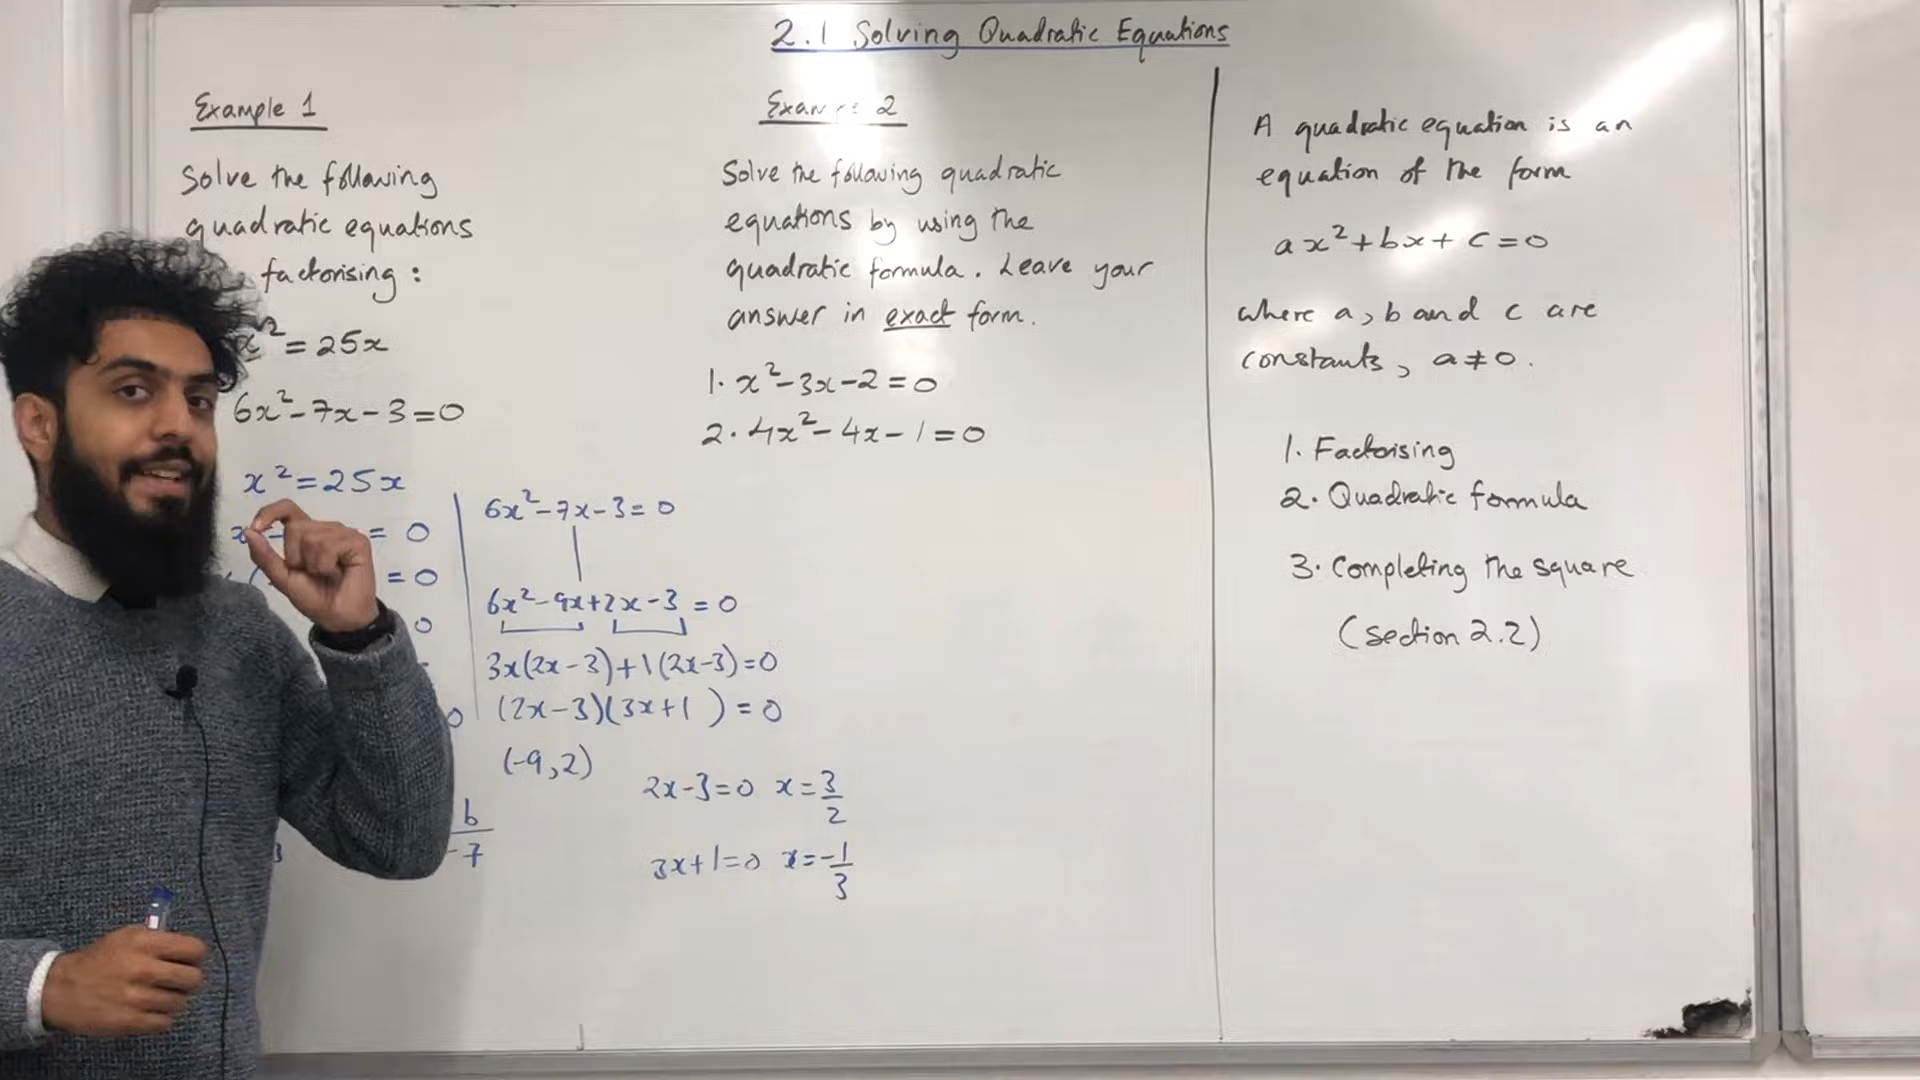 2.1 Solving Quadratic Equations
Example 1
Solve the following
quadratic equations
factorising :
x² = 25x
6x² - 7x - 3 = 0
x² = 25x
= 0
= 0
0
0
b
-7
6x² - 7x - 3 = 0
6x² - 9x + 2x - 3 = 0
3x(2x - 3) + 1(2x - 3) = 0
(2x - 3)(3x + 1 ) = 0
(-9, 2)
2x - 3 = 0 x = 3/2
3x + 1 = 0 x = -1/3
2
Solve the following quadratic
equations by using the
quadratic formula. Leave your
answer in exact form.
1. x² - 3x - 2 = 0
2. 4x² - 4x - 1 = 0
A quadratic equation is an
equation of the form
ax² + bx + c = 0
where a, b and c are
constants, a ≠ 0.
1. Factorising
2. Quadratic formula
3. Completing the square
(section 2.2)